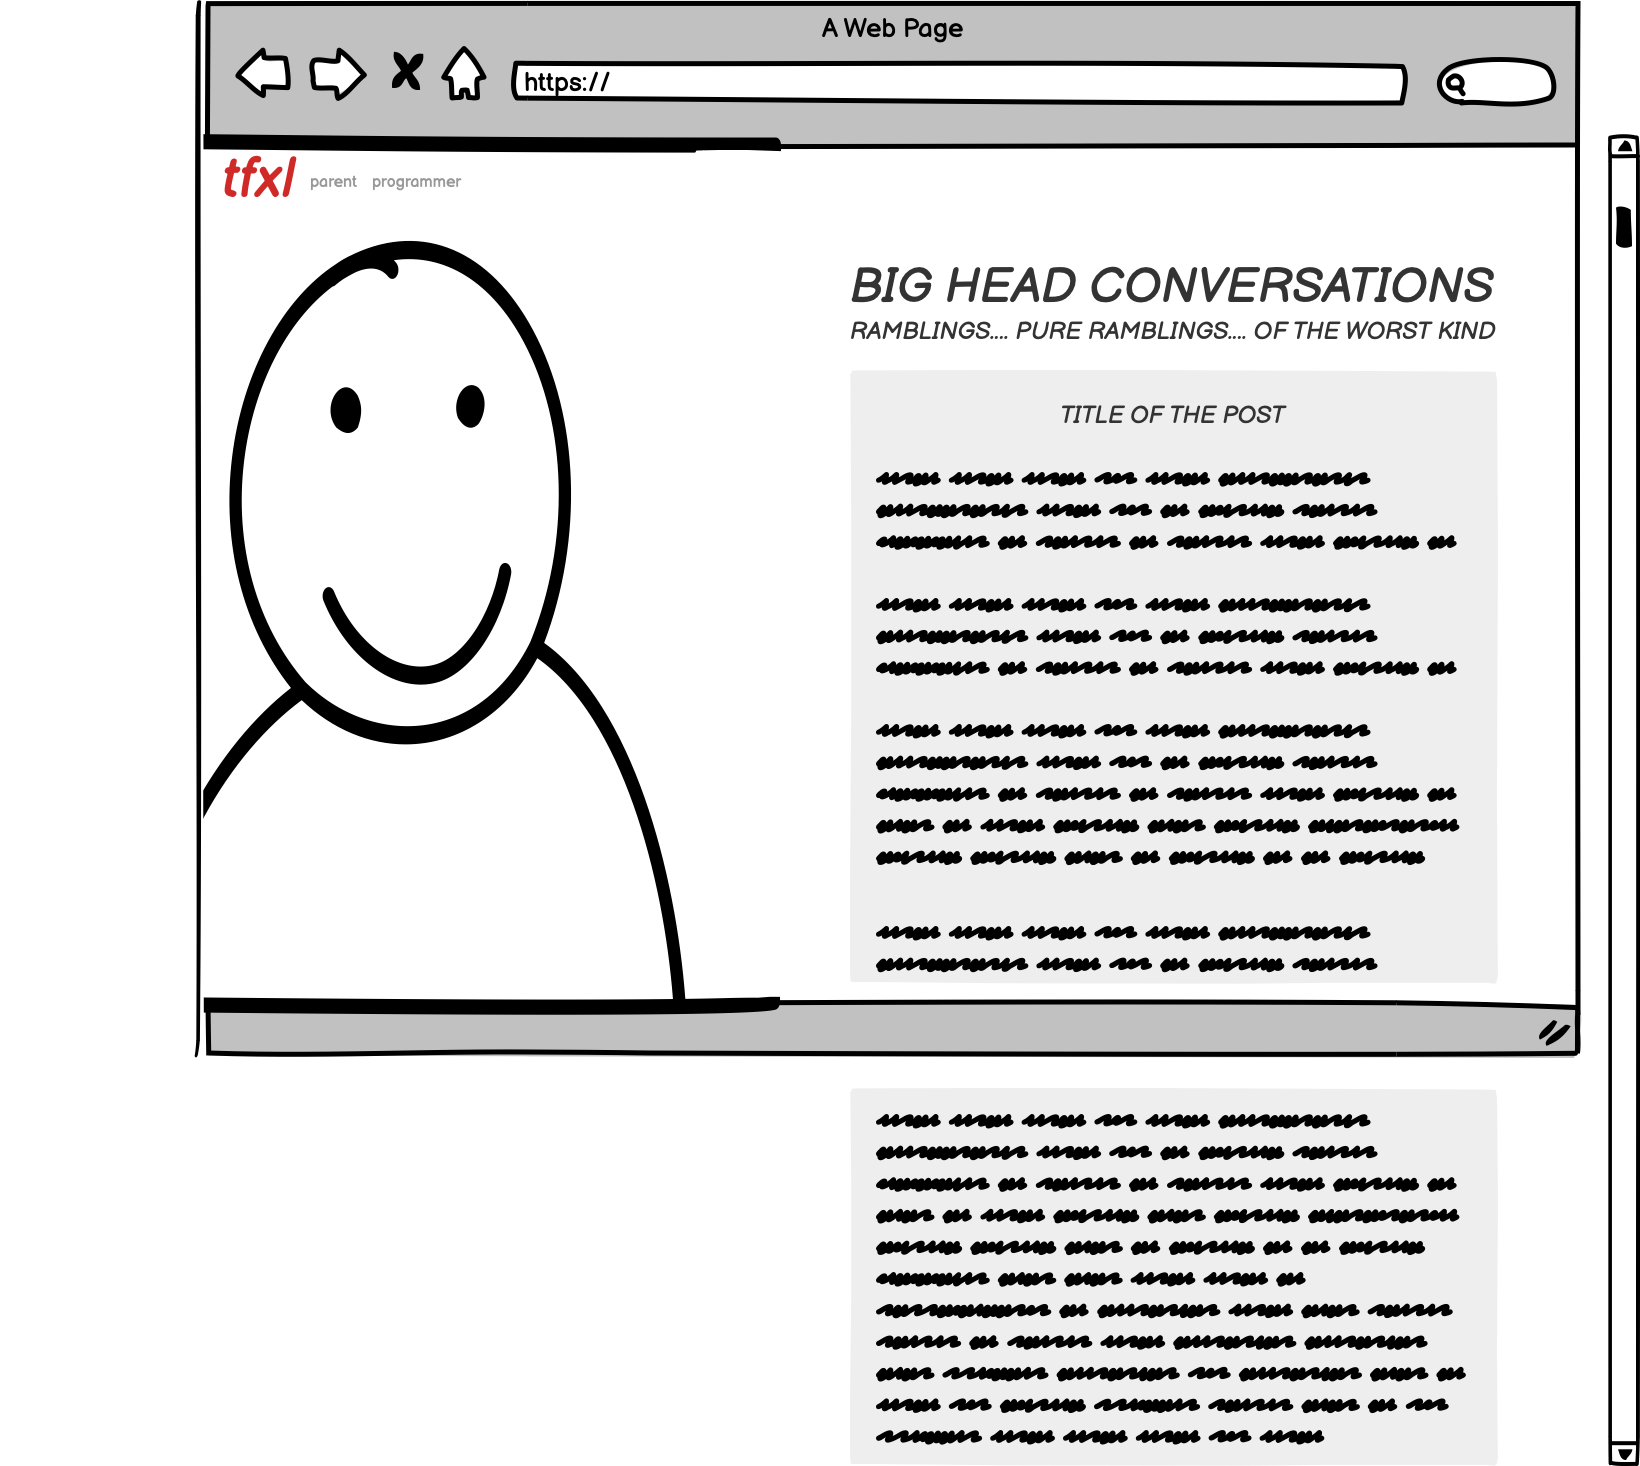 A Web Page
https://
tfxl parent programmer
BIG HEAD CONVERSATIONS
RAMBLINGS.... PURE RAMBLINGS.... OF THE WORST KIND
TITLE OF THE POST